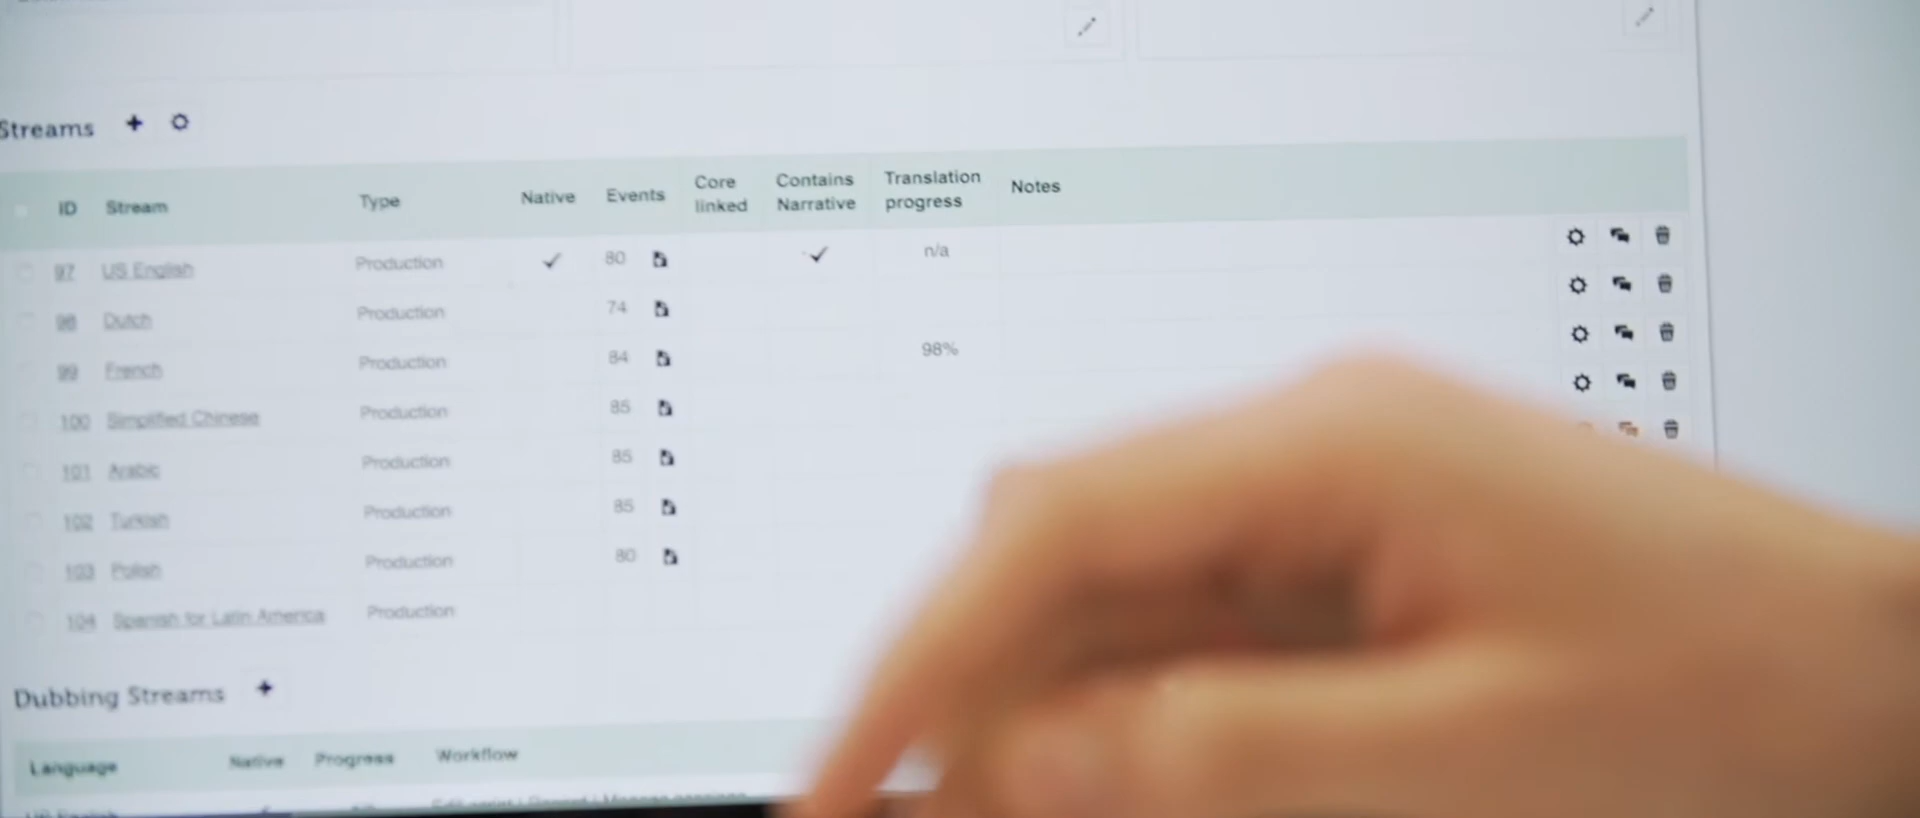 Streams
ID Stream Type Native Events Core linked Contains Narrative Translation progress Notes
97 US English Production 80 n/a
98 Dutch Production 74
99 French Production 84 98%
100 Simplified Chinese Production 85
101 Arabic Production 85
102 Turkish Production 85
103 Polish Production 80
104 Spanish for Latin America Production
Dubbing Streams
Language Native Progress Workflow
US English